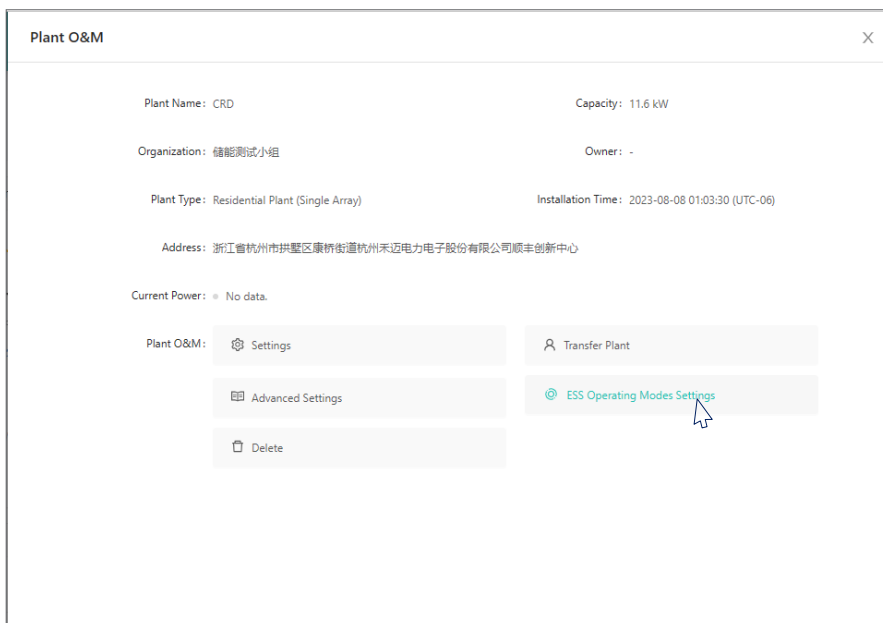 Plant O&M
X
Plant Name: CRD
Capacity: 11.6 kW
Organization: 储能测试小组
Owner: -
Plant Type: Residential Plant (Single Array)
Installation Time: 2023-08-08 01:03:30 (UTC-06)
Address: 浙江省杭州市拱墅区康桥街道杭州禾迈电力电子股份有限公司顺丰创新中心
Current Power: No data.
Plant O&M:
Settings
Transfer Plant
Advanced Settings
ESS Operating Modes Settings
Delete